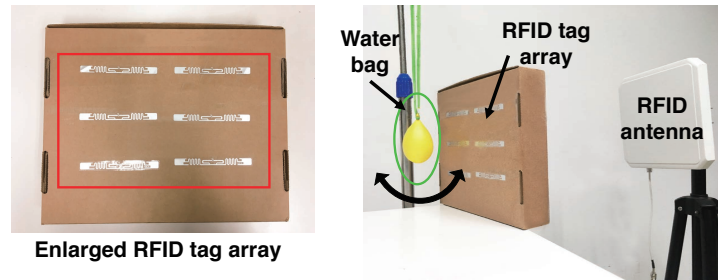 Enlarged RFID tag array
Water
bag
RFID tag
array
RFID
antenna